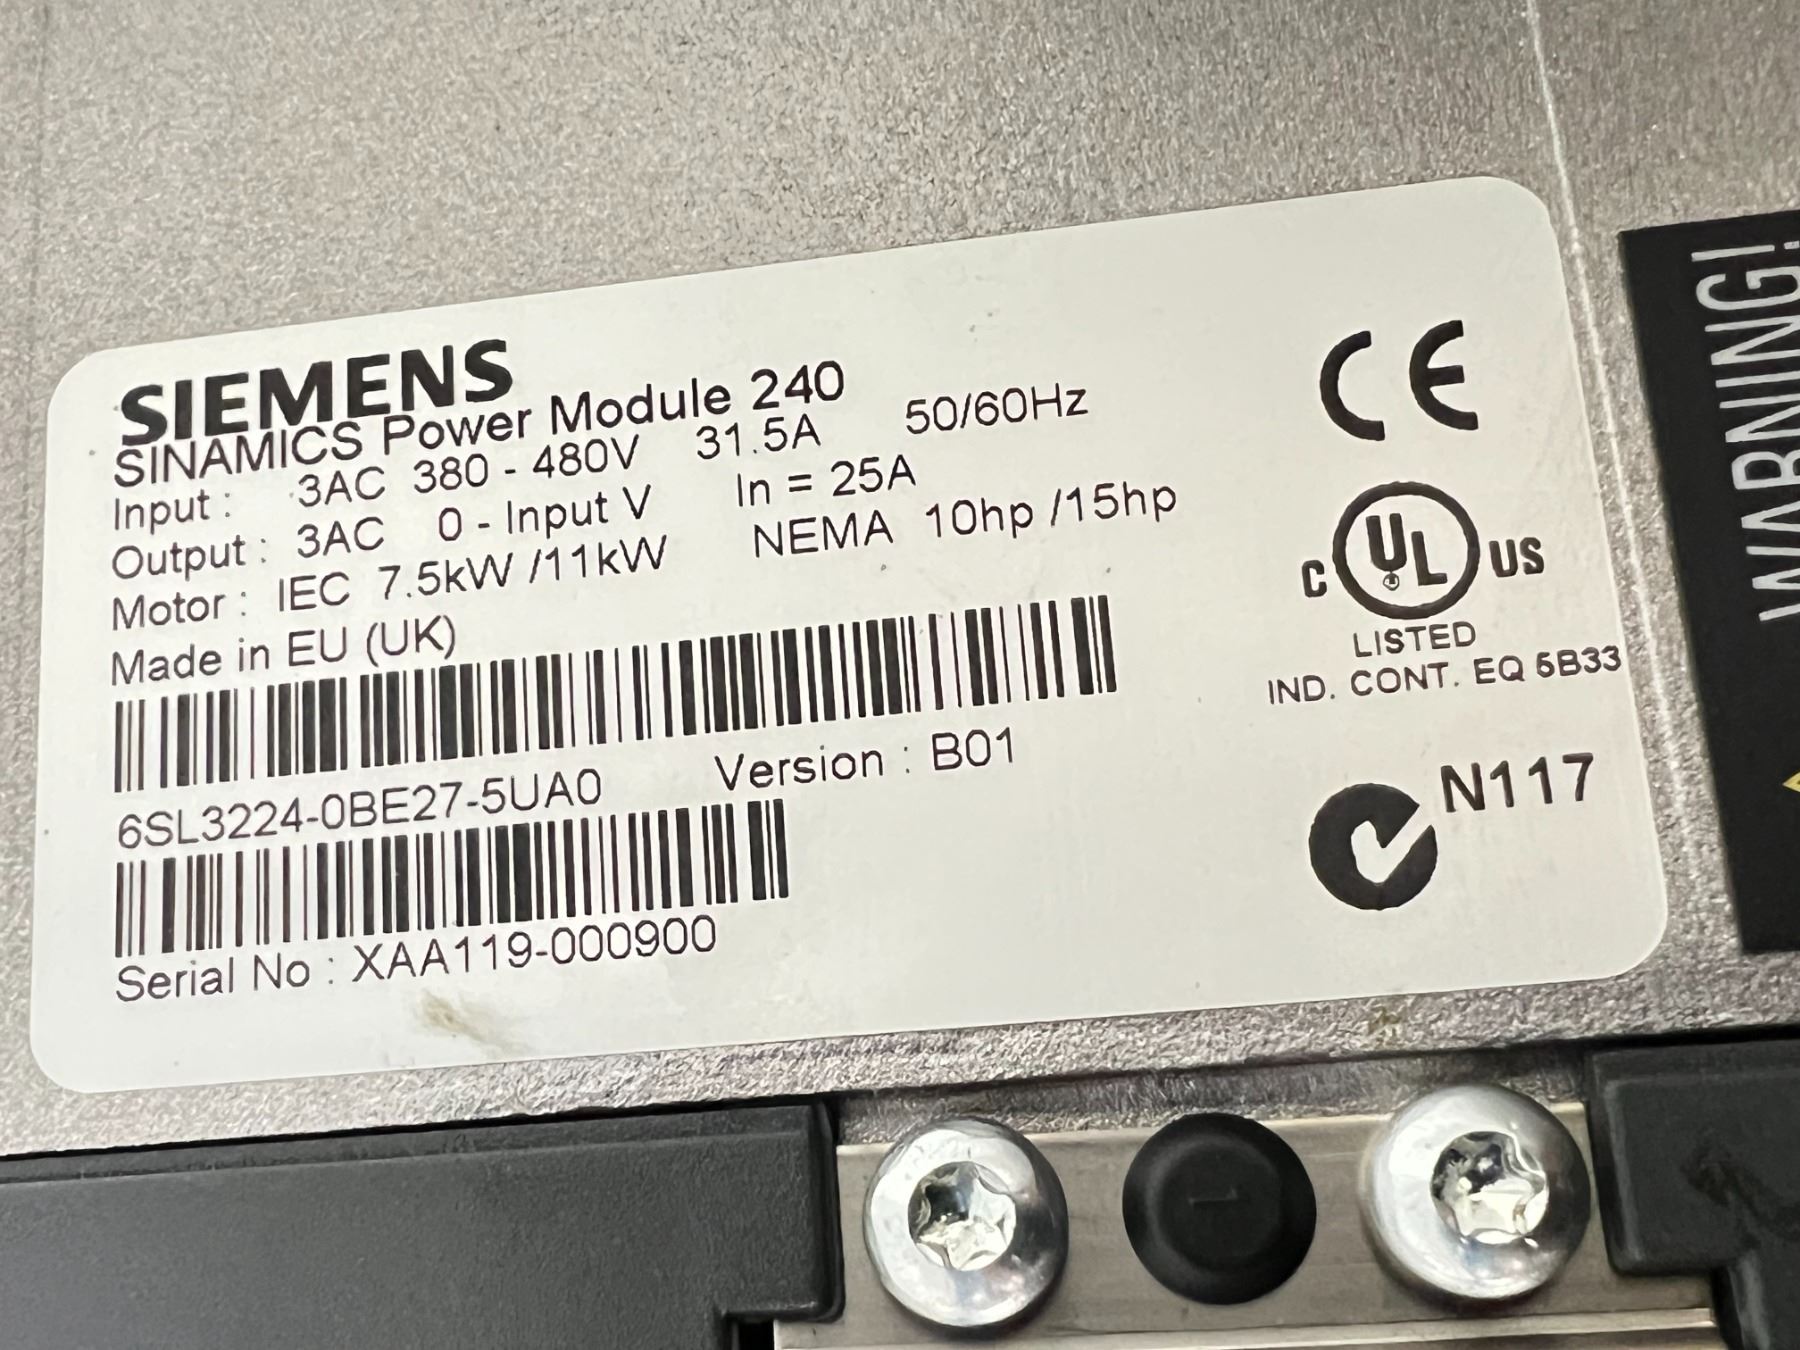 SIEMENS
SINAMICS Power Module 240
Input : 3AC 380 - 480V 31.5A 50/60Hz
Output : 3AC 0 - Input V In = 25A
Motor : IEC 7.5kW /11kW NEMA 10hp /15hp
Made in EU (UK)
6SL3224-0BE27-5UA0 Version : B01
Serial No : XAA119-000900
CE
C UL US
LISTED
IND. CONT. EQ 5B33
N117
WARNING!